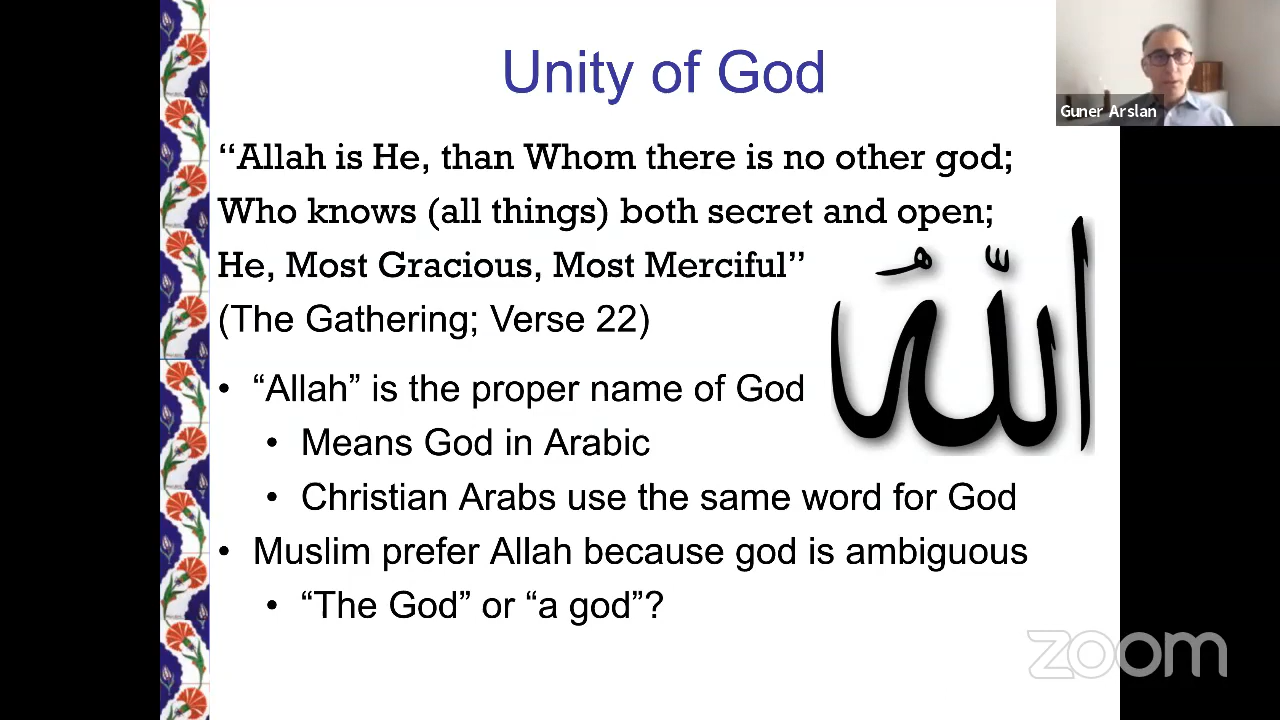 Unity of God
Guner Arslan
“Allah is He, than Whom there is no other god;
Who knows (all things) both secret and open;
He, Most Gracious, Most Merciful”
(The Gathering; Verse 22)
الله
• “Allah” is the proper name of God
• Means God in Arabic
• Christian Arabs use the same word for God
• Muslim prefer Allah because god is ambiguous
• “The God” or “a god”?
zoom